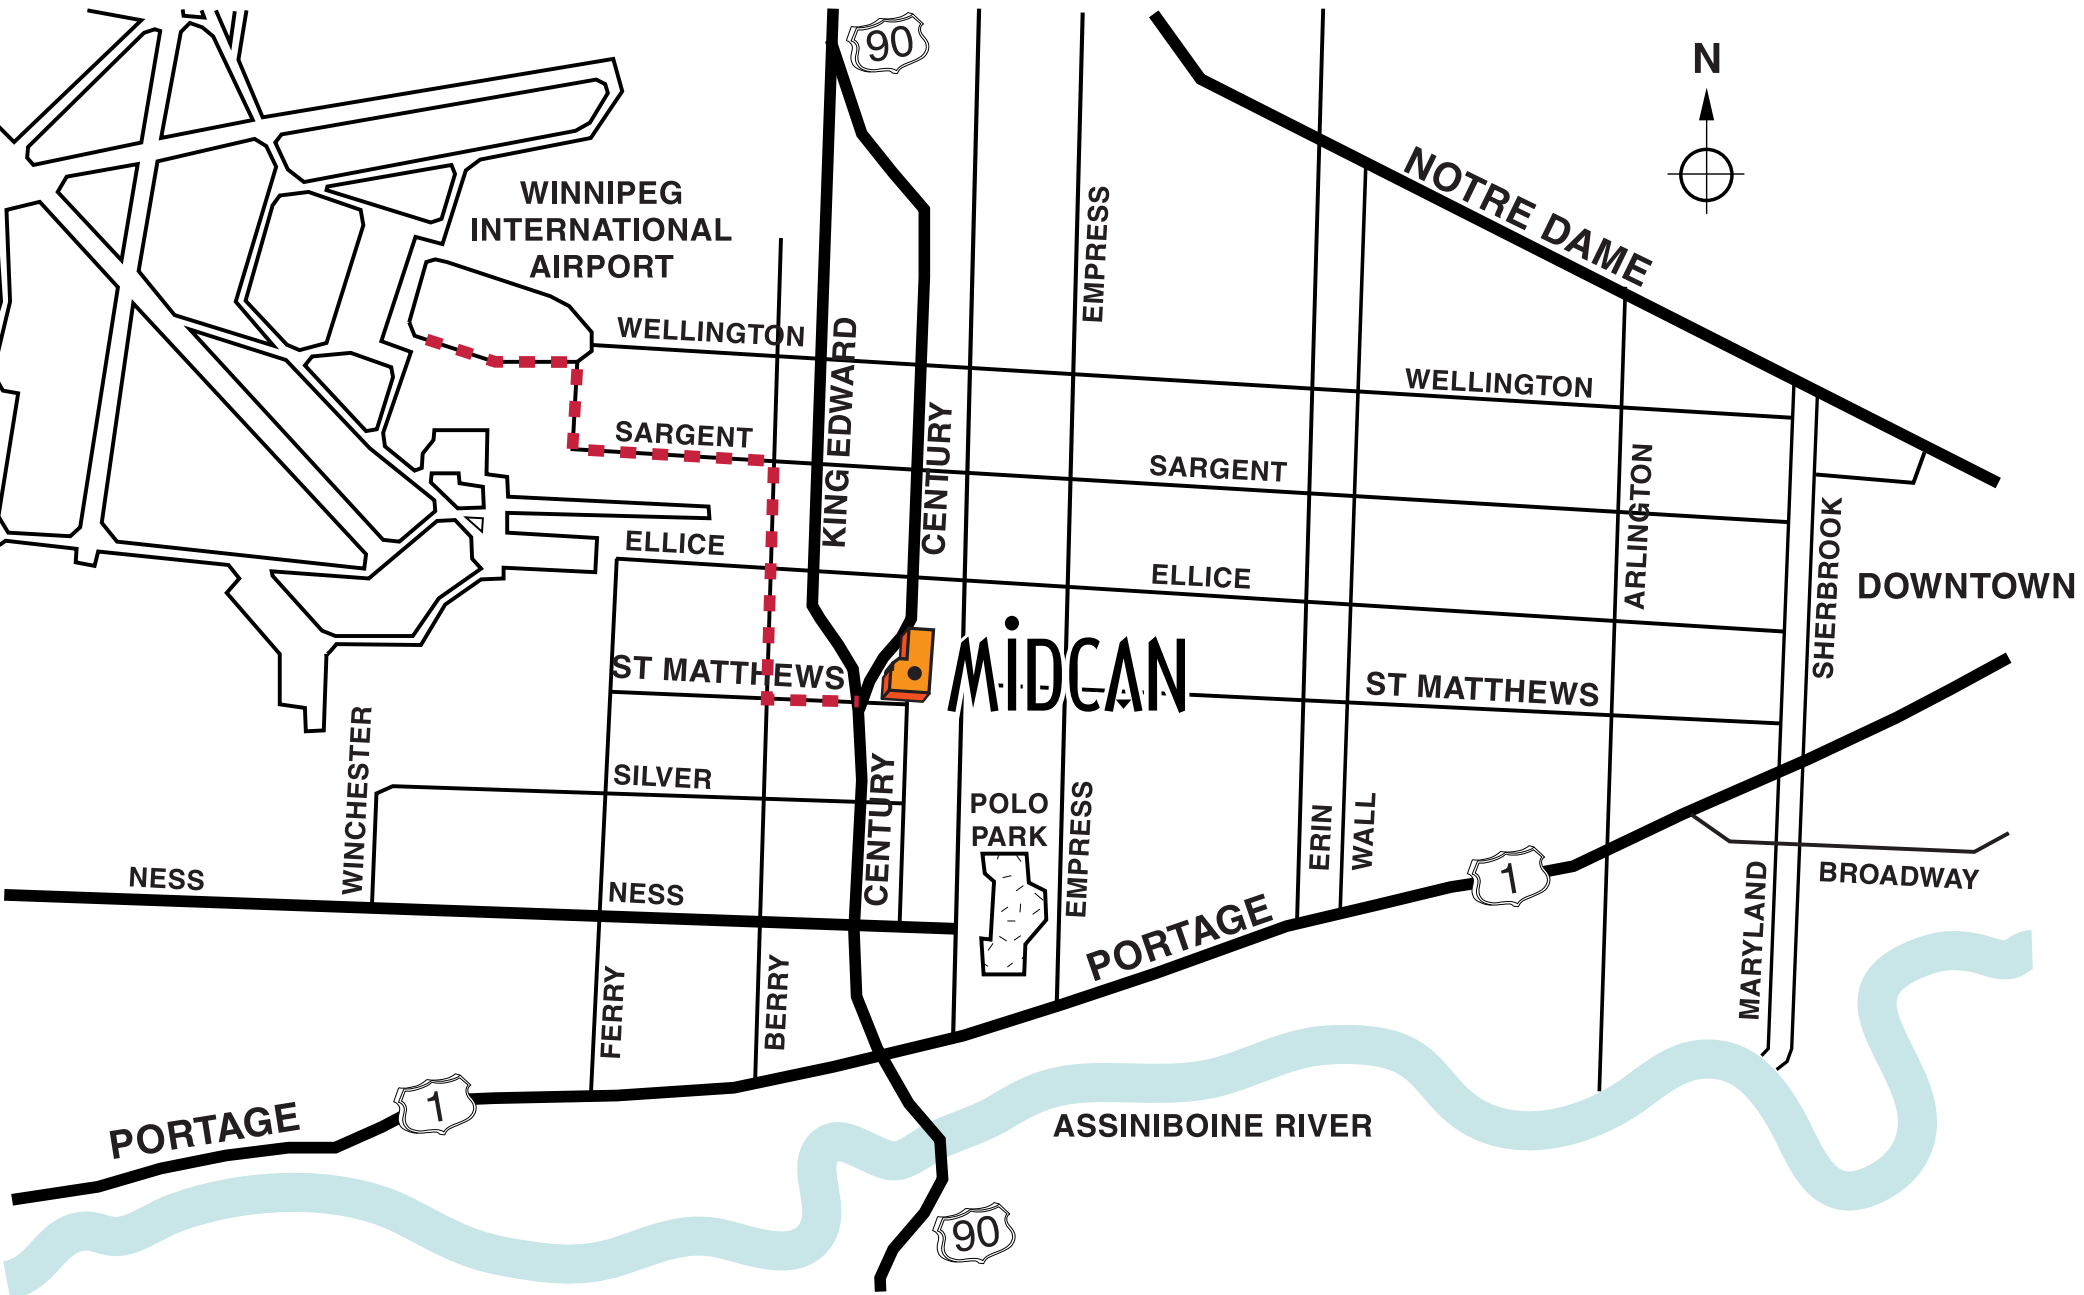 90
N
NOTRE DAME
WINNIPEG
INTERNATIONAL
AIRPORT
EMPRESS
WELLINGTON
KING EDWARD
WELLINGTON
CENTURY
SARGENT
SARGENT
ARLINGTON
ELLICE
ELLICE
SHERBROOK
DOWNTOWN
MiDCAN
ST MATTHEWS
ST MATTHEWS
WINCHESTER
SILVER
CENTURY
POLO
PARK
EMPRESS
ERIN
WALL
NESS
NESS
1
BROADWAY
MARYLAND
PORTAGE
FERRY
BERRY
1
PORTAGE
ASSINIBOINE RIVER
90